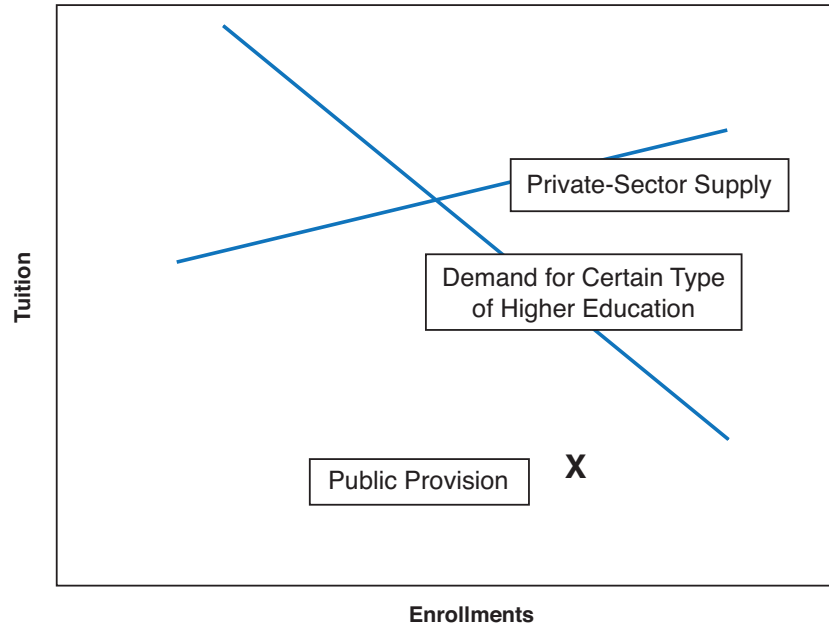 Private-Sector Supply
Demand for Certain Type
of Higher Education
Tuition
X
Public Provision
Enrollments